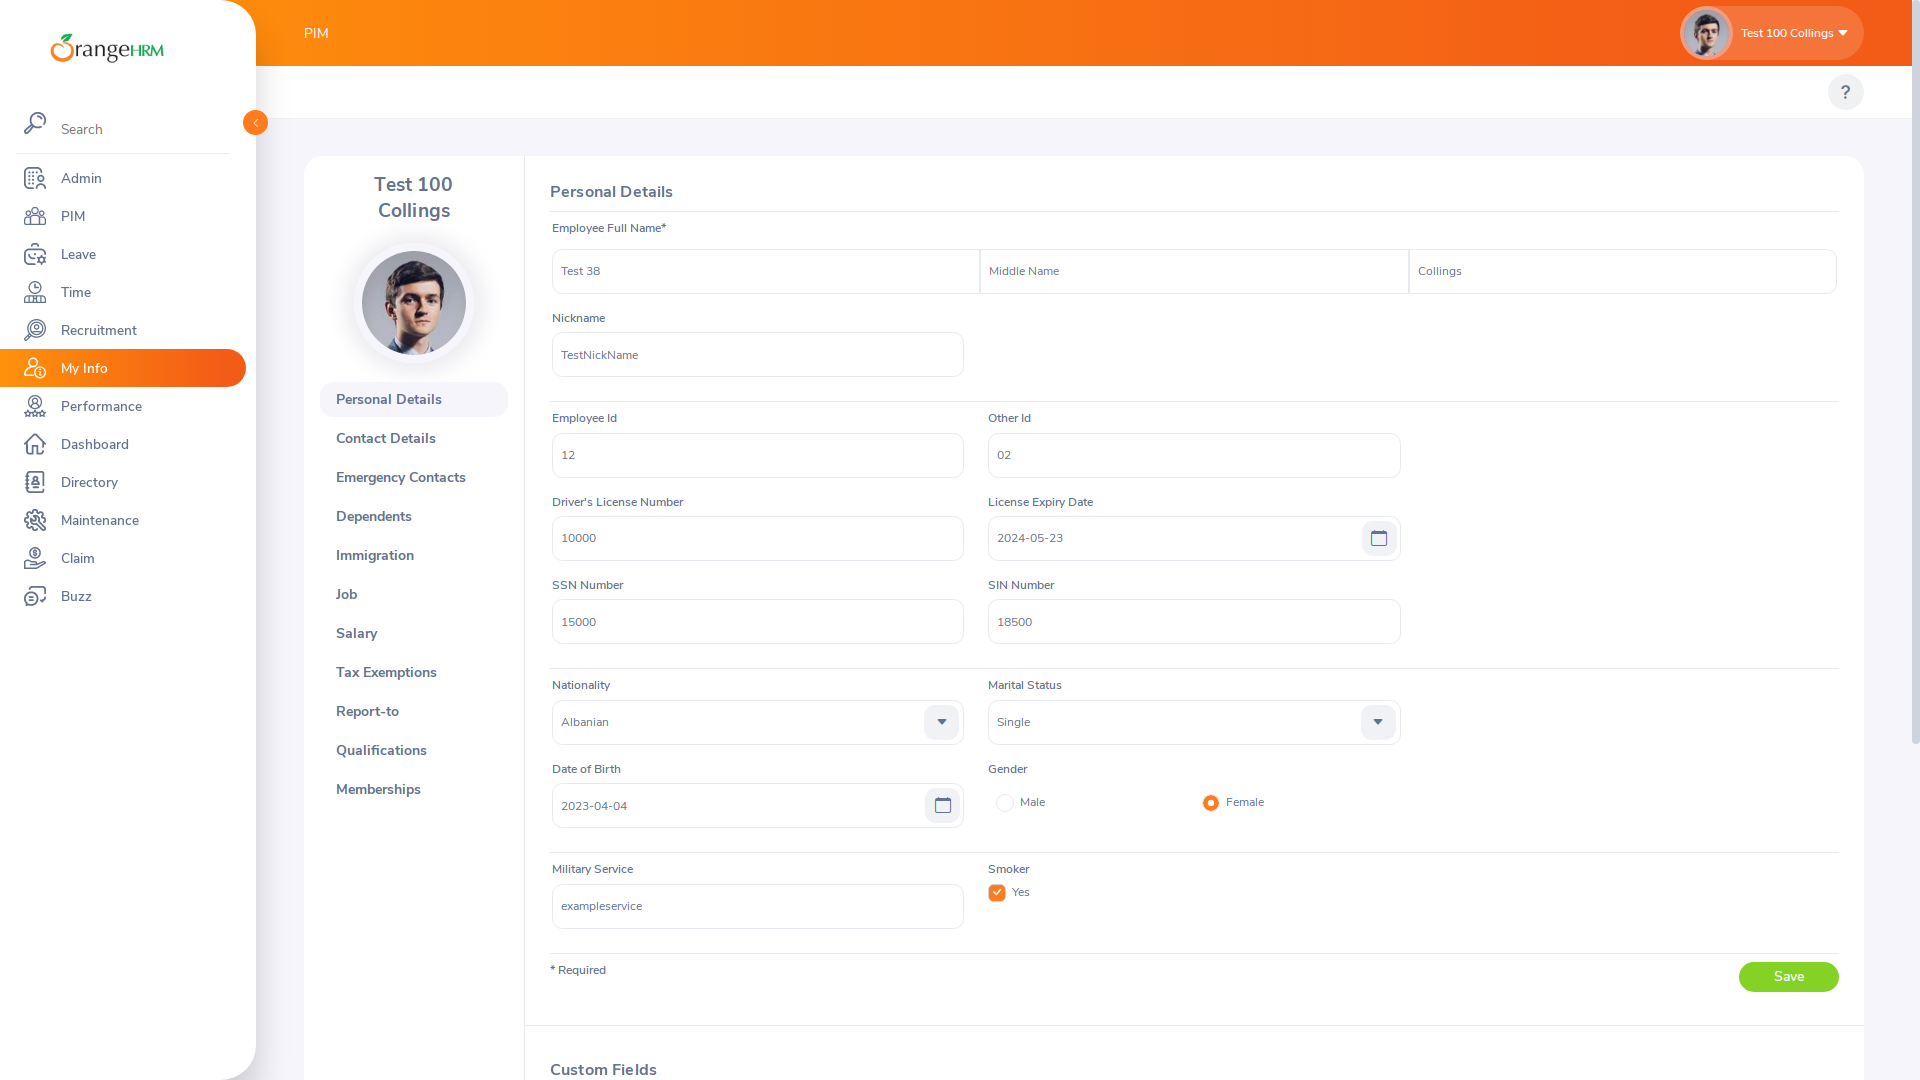 OrangeHRM
PIM
Test 100 Collings
?
Search
Admin
PIM
Leave
Time
Recruitment
My Info
Performance
Dashboard
Directory
Maintenance
Claim
Buzz
Test 100
Collings
Personal Details
Contact Details
Emergency Contacts
Dependents
Immigration
Job
Salary
Tax Exemptions
Report-to
Qualifications
Memberships
Personal Details
Employee Full Name*
Test 38 Middle Name Collings
Nickname
TestNickName
Employee Id Other Id
12 02
Driver's License Number License Expiry Date
10000 2024-05-23
SSN Number SIN Number
15000 18500
Nationality Marital Status
Albanian Single
Date of Birth Gender
2023-04-04 Male Female
Military Service Smoker
exampleservice Yes
* Required
Save
Custom Fields